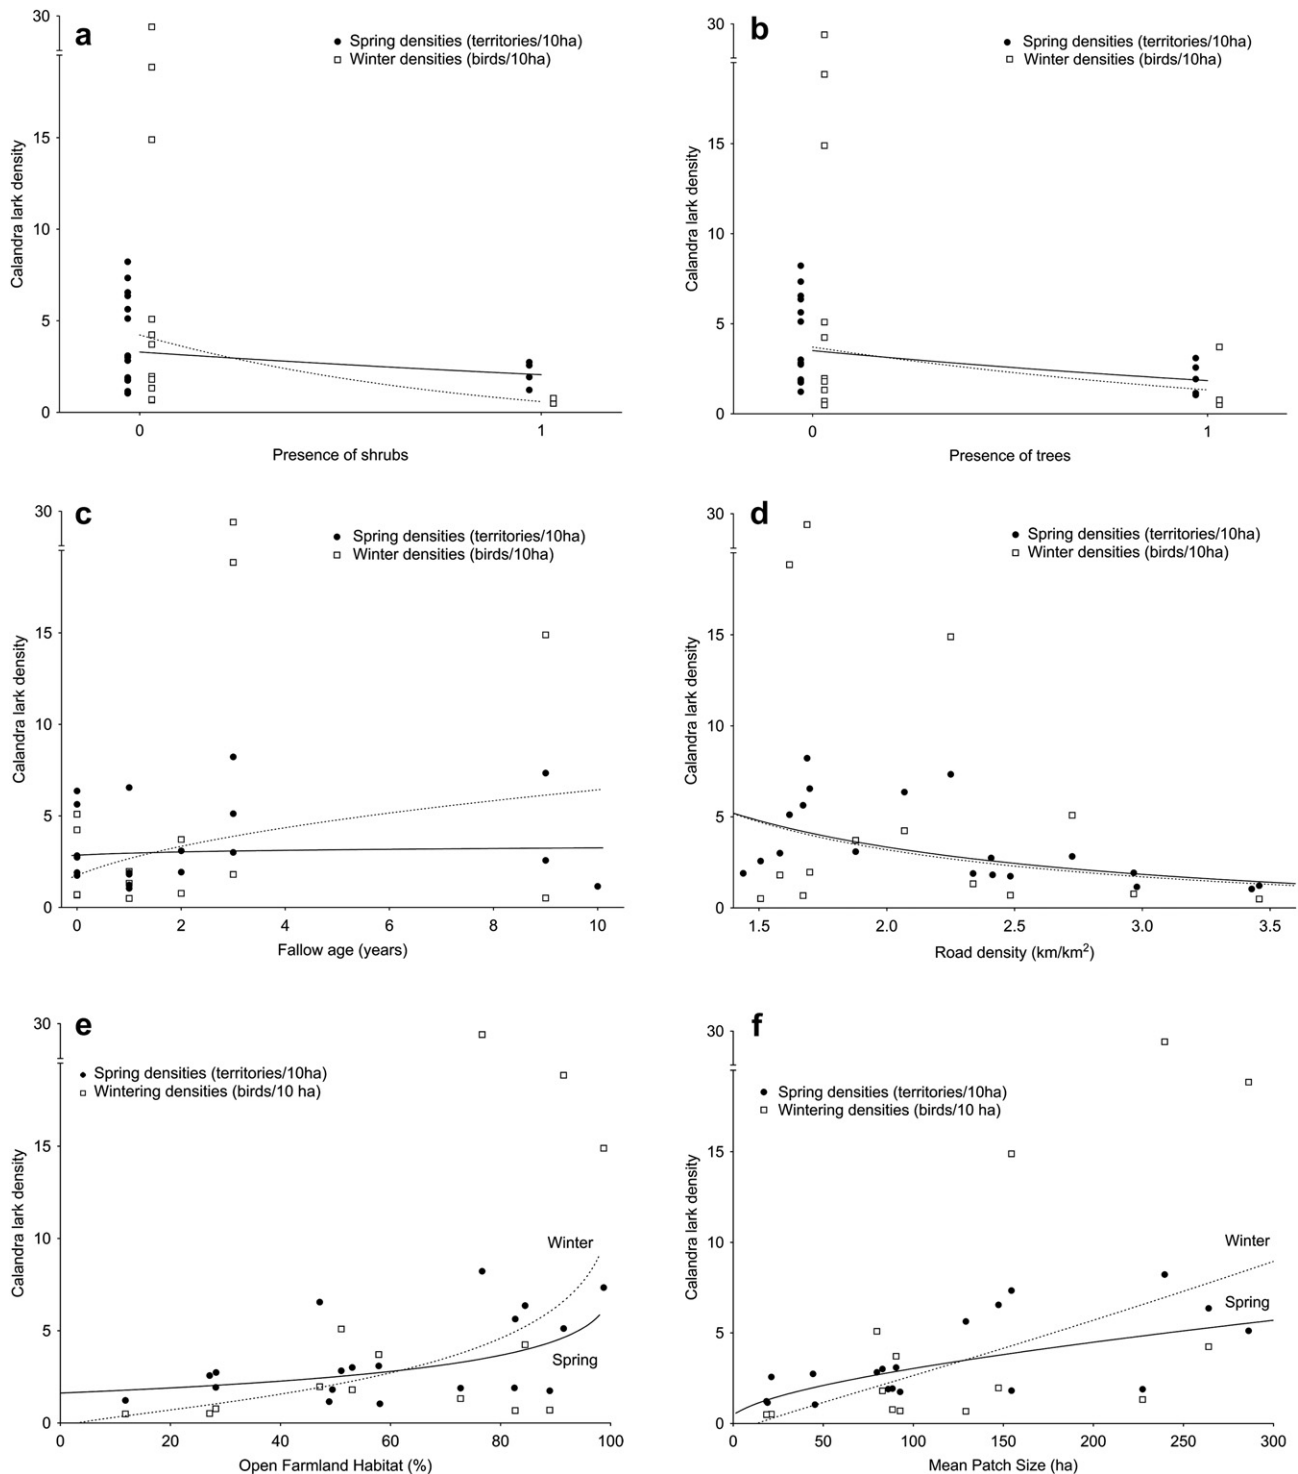 a
Spring densities (territories/10ha)
Winter densities (birds/10ha)
30
15
10
5
0
Calandra lark density
0 1
Presence of shrubs
b
Spring densities (territories/10ha)
Winter densities (birds/10ha)
30
15
10
5
0
Calandra lark density
0 1
Presence of trees
c
Spring densities (territories/10ha)
Winter densities (birds/10ha)
30
15
10
5
0
Calandra lark density
0 2 4 6 8 10
Fallow age (years)
d
Spring densities (territories/10ha)
Winter densities (birds/10ha)
30
15
10
5
0
Calandra lark density
1.5 2.0 2.5 3.0 3.5
Road density (km/km²)
e
Spring densities (territories/10ha)
Wintering densities (birds/10 ha)
30
15
10
5
0
Calandra lark density
Winter
Spring
0 20 40 60 80 100
Open Farmland Habitat (%)
f
Spring densities (territories/10ha)
Wintering densities (birds/10 ha)
30
15
10
5
0
Calandra lark density
Winter
Spring
0 50 100 150 200 250 300
Mean Patch Size (ha)